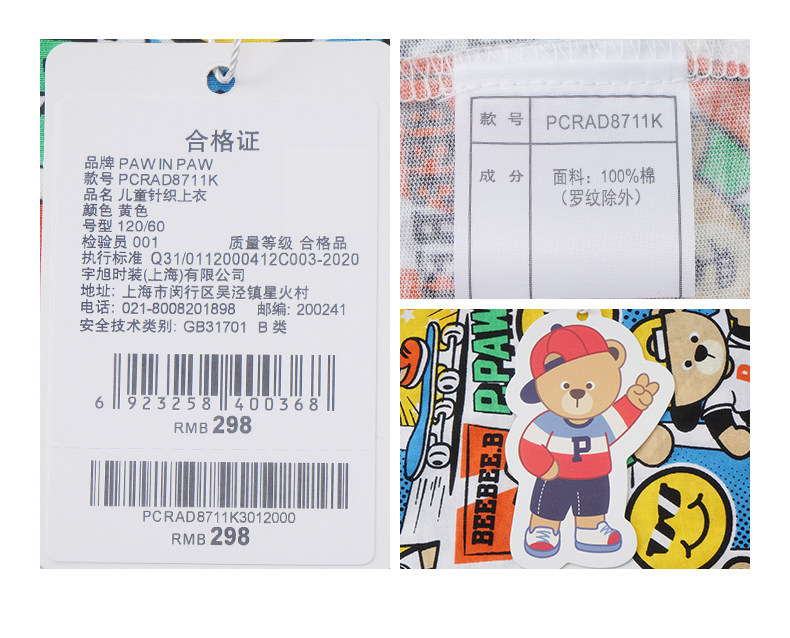 合格证
品牌 PAW IN PAW
款号 PCRAD8711K
品名 儿童针织上衣
颜色 黄色
号型 120/60
检验员 001 质量等级 合格品
执行标准 Q31/0112000412C003-2020
宇旭时装(上海)有限公司
地址: 上海市闵行区吴泾镇星火村
电话: 021-8008201898 邮编: 200241
安全技术类别: GB31701 B 类
6 923258 400368
RMB 298
PCRAD8711K3012000
RMB 298
款 号 PCRAD8711K
成 分 面料: 100%棉
(罗纹除外)
P.PAW
BEEBEE.B
P
B